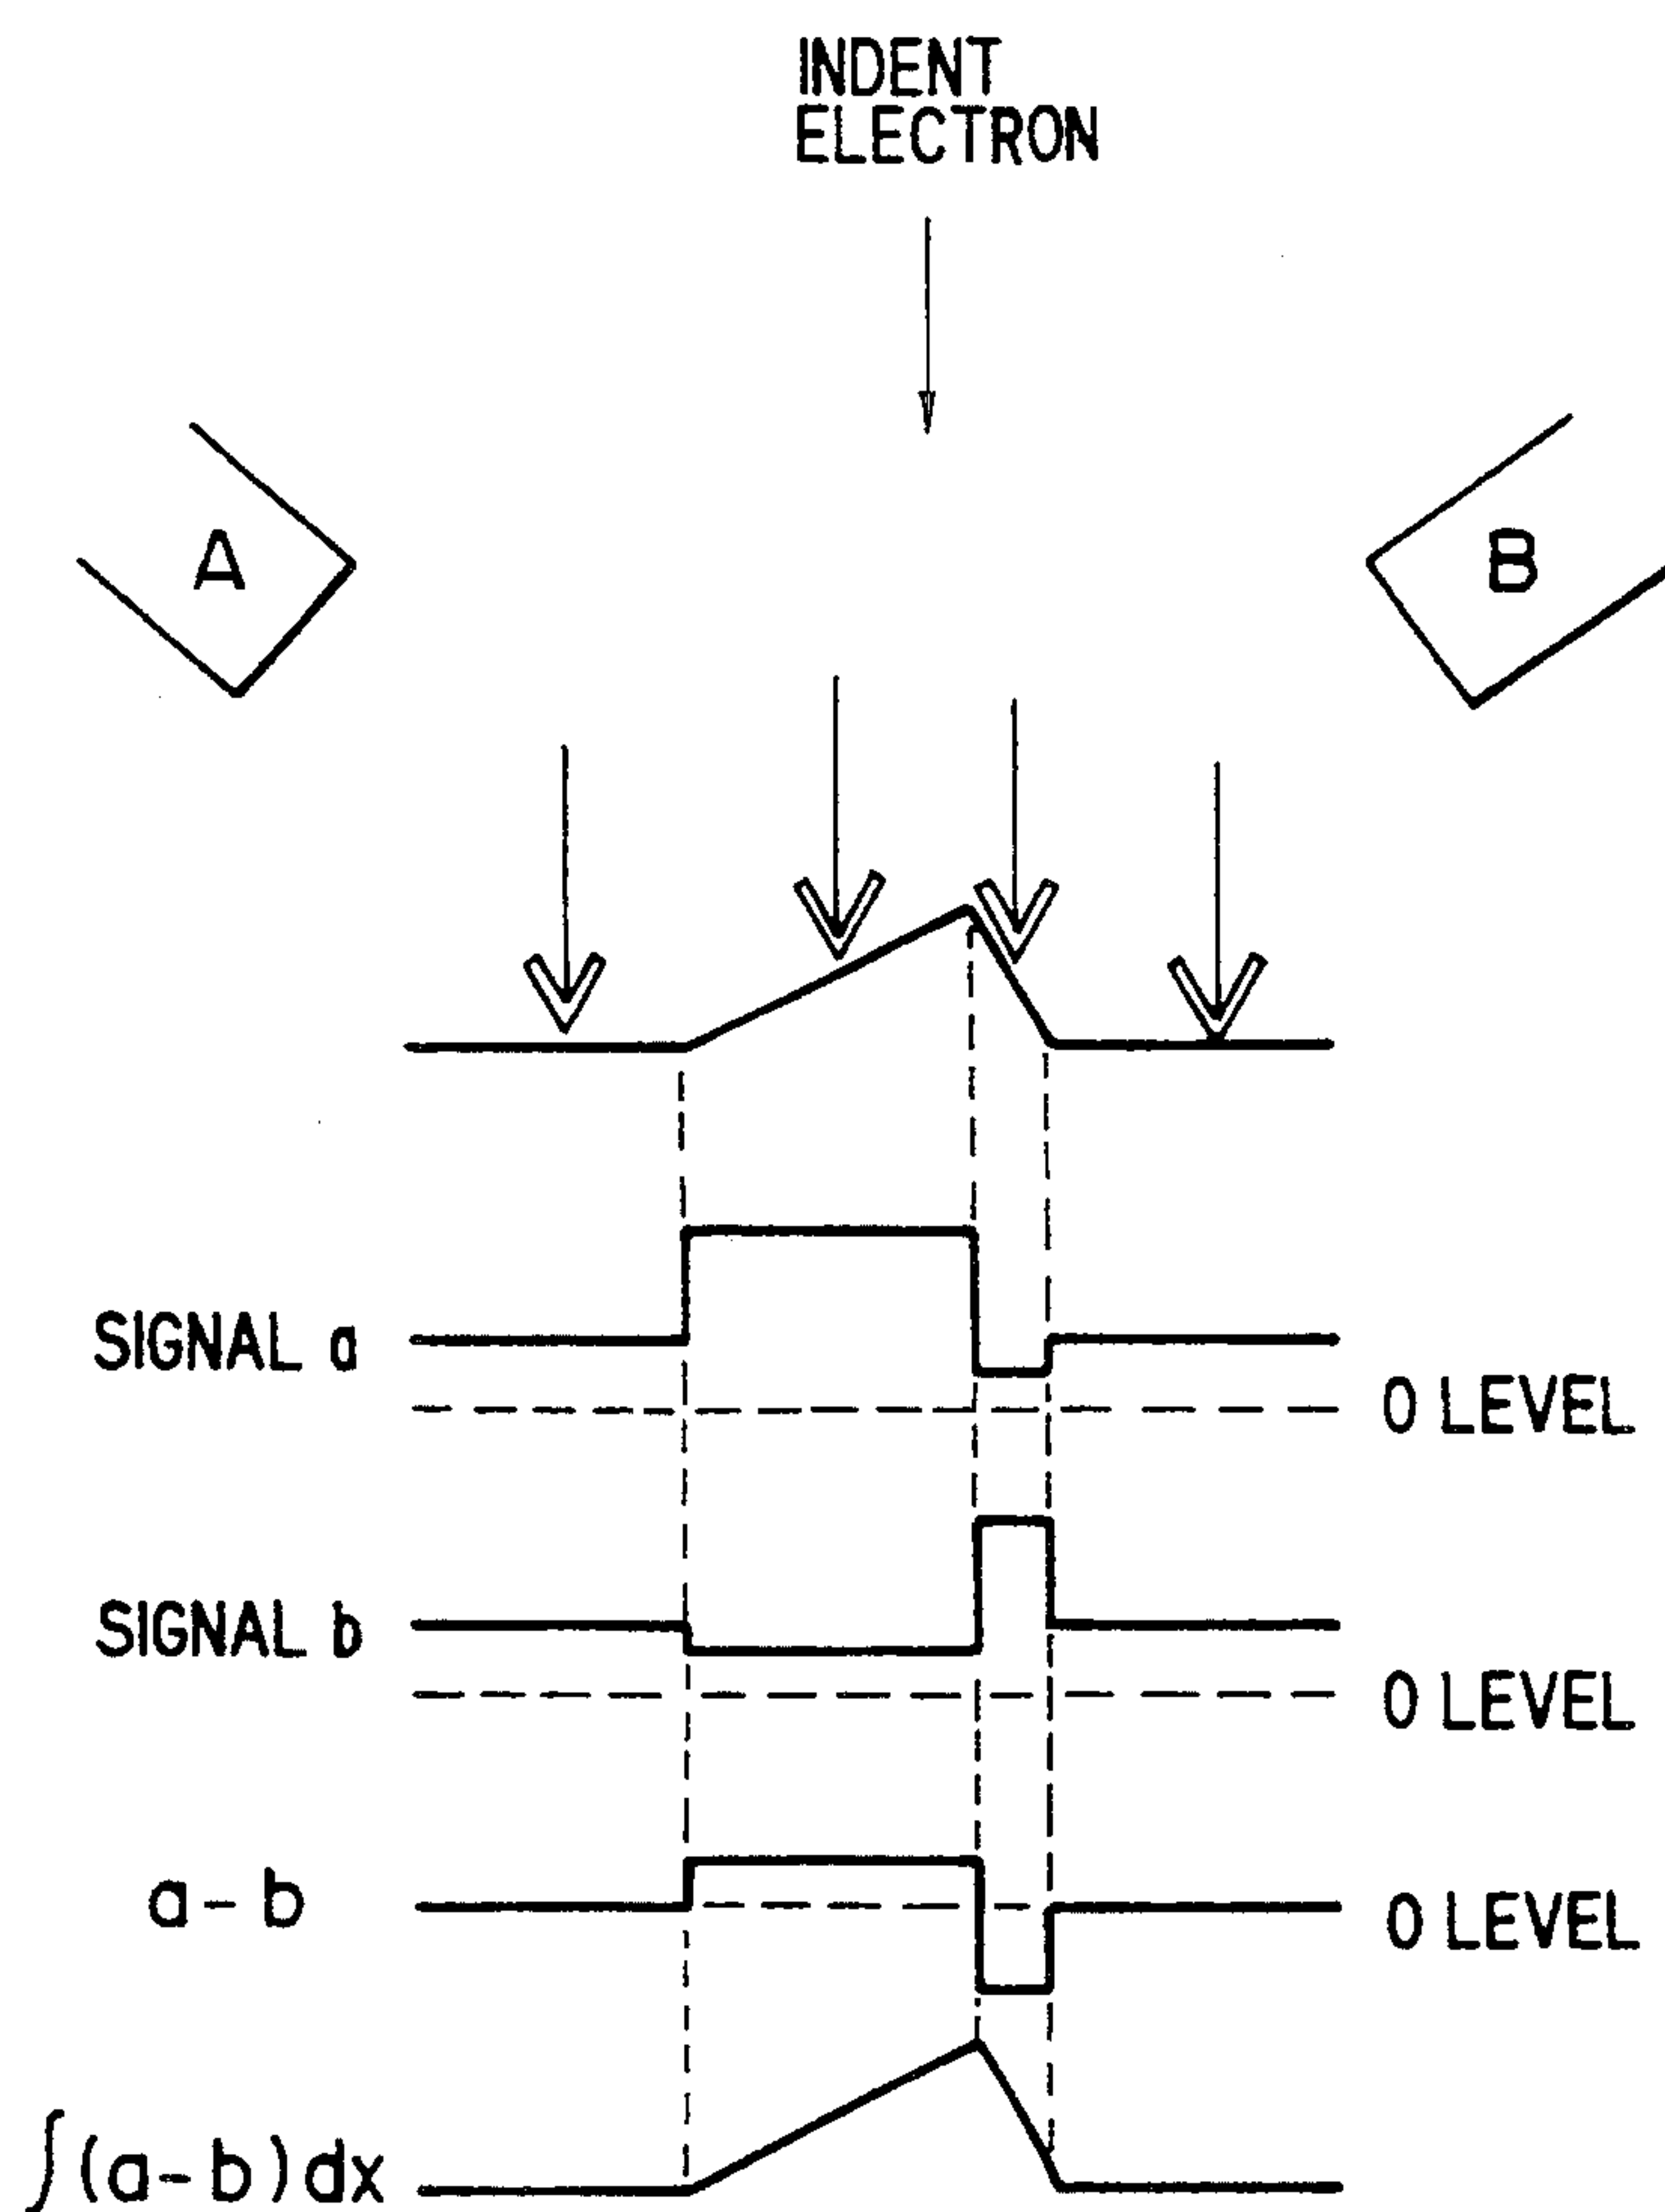 INDENT
ELECTRON
A
B
SIGNAL a
0 LEVEL
SIGNAL b
0 LEVEL
a-b
0 LEVEL
∫(a-b)dx